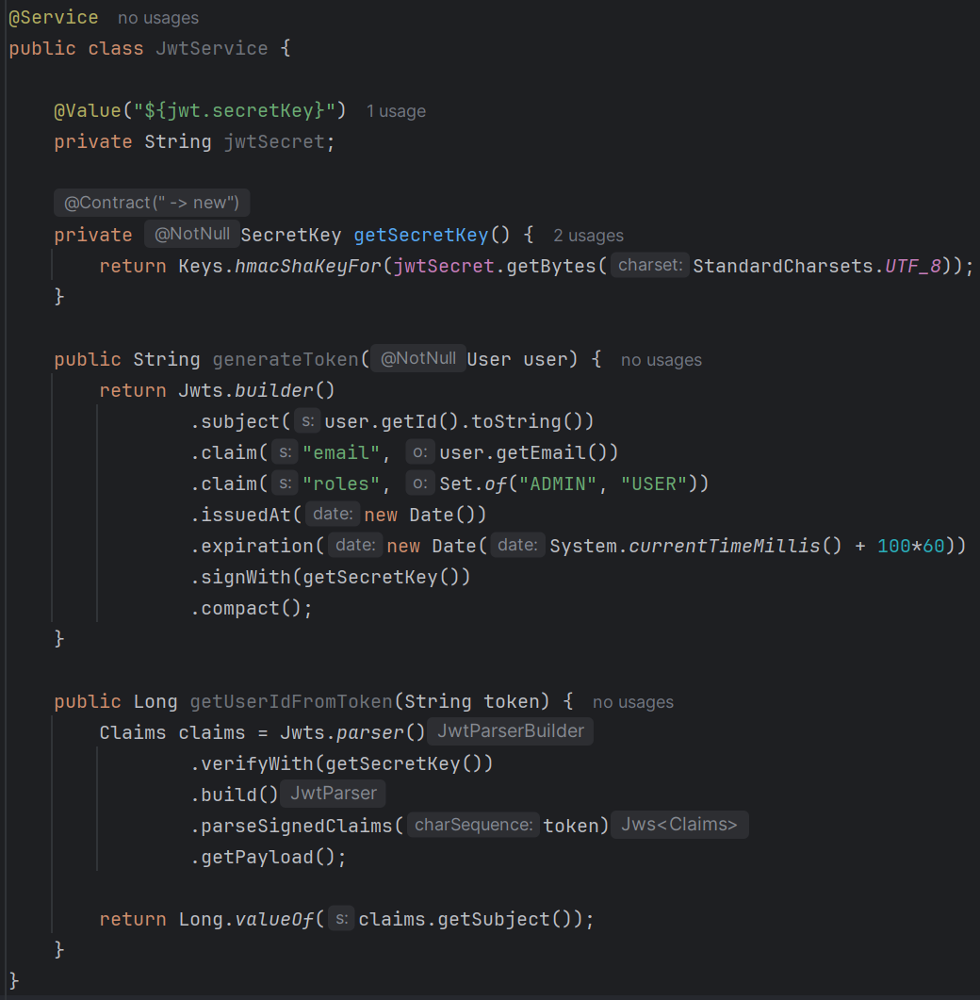 @Service no usages
public class JwtService {
@Value("${jwt.secretKey}") 1 usage
private String jwtSecret;
@Contract(" -> new")
private @NotNull SecretKey getSecretKey() { 2 usages
return Keys.hmacShaKeyFor(jwtSecret.getBytes( charset: StandardCharsets.UTF_8));
}
public String generateToken( @NotNull User user) { no usages
return Jwts.builder()
.subject( s: user.getId().toString())
.claim( s: "email", o: user.getEmail())
.claim( s: "roles", o: Set.of("ADMIN", "USER"))
.issuedAt( date: new Date())
.expiration( date: new Date( date: System.currentTimeMillis() + 100*60))
.signWith(getSecretKey())
.compact();
}
public Long getUserIdFromToken(String token) { no usages
Claims claims = Jwts.parser() JwtParserBuilder
.verifyWith(getSecretKey())
.build() JwtParser
.parseSignedClaims( charSequence: token) Jws<Claims>
.getPayload();
return Long.valueOf( s: claims.getSubject());
}
}